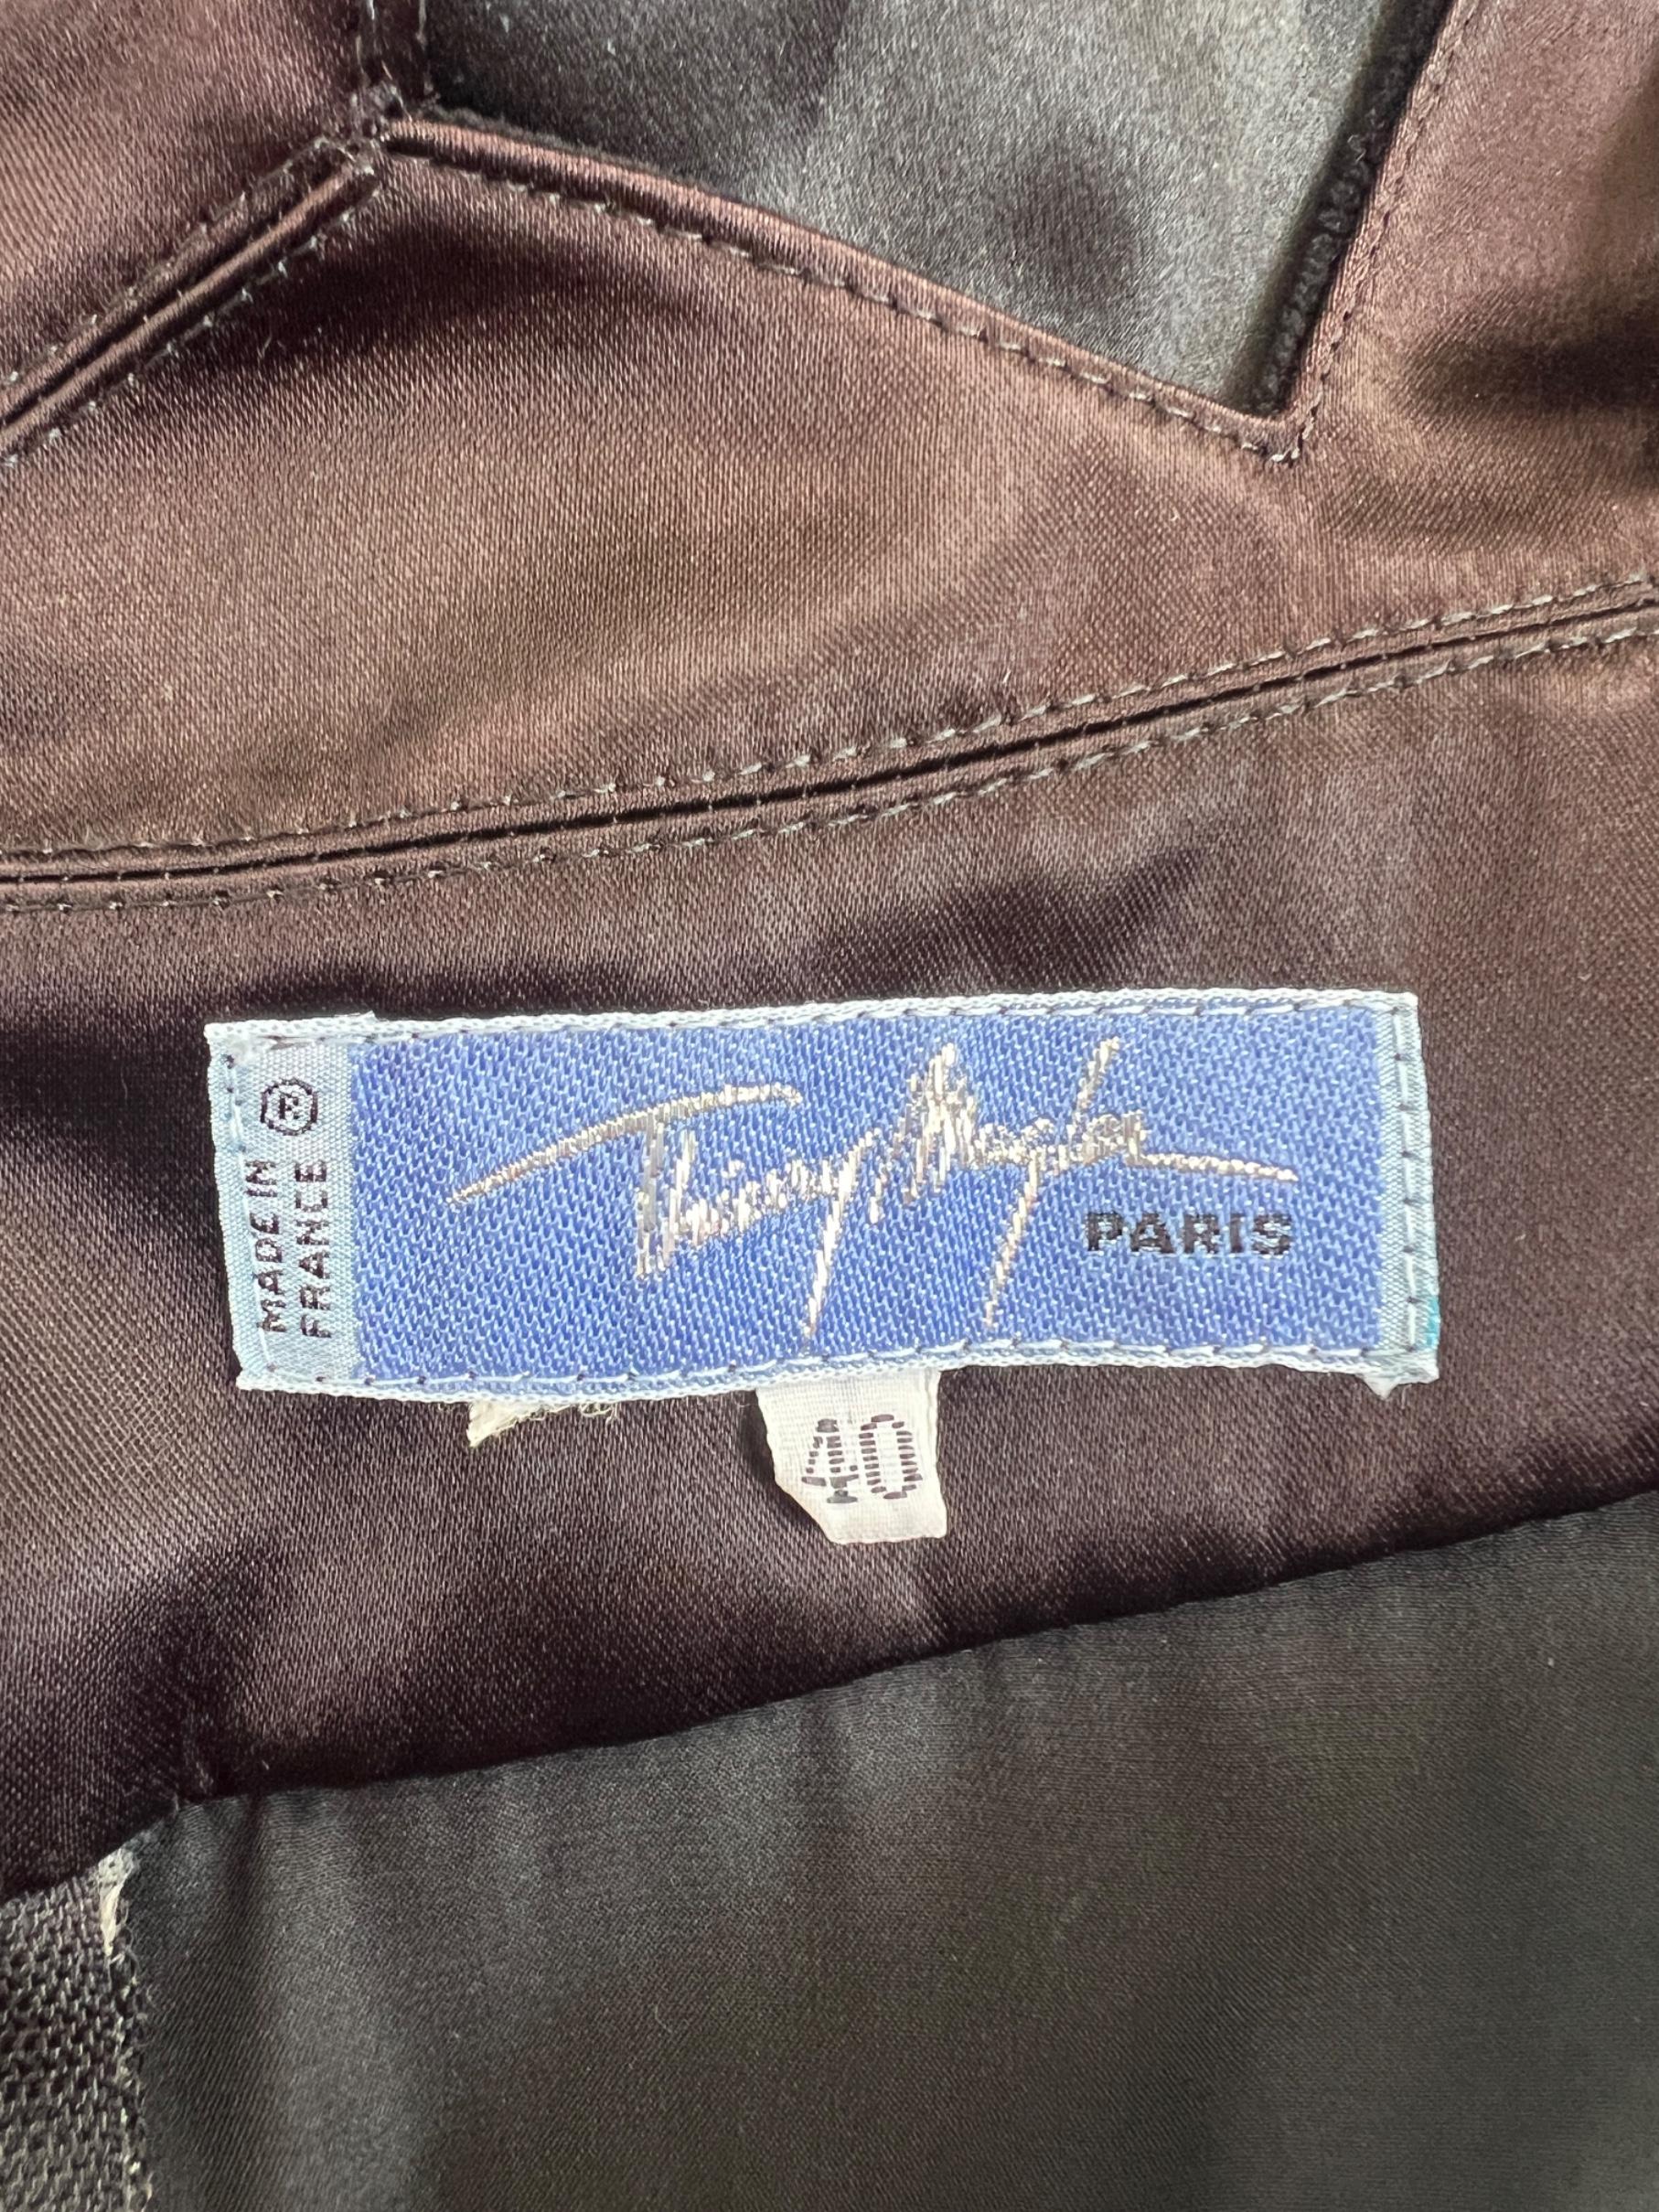 MADE IN
FRANCE ®
Thierry Mugler
PARIS
40